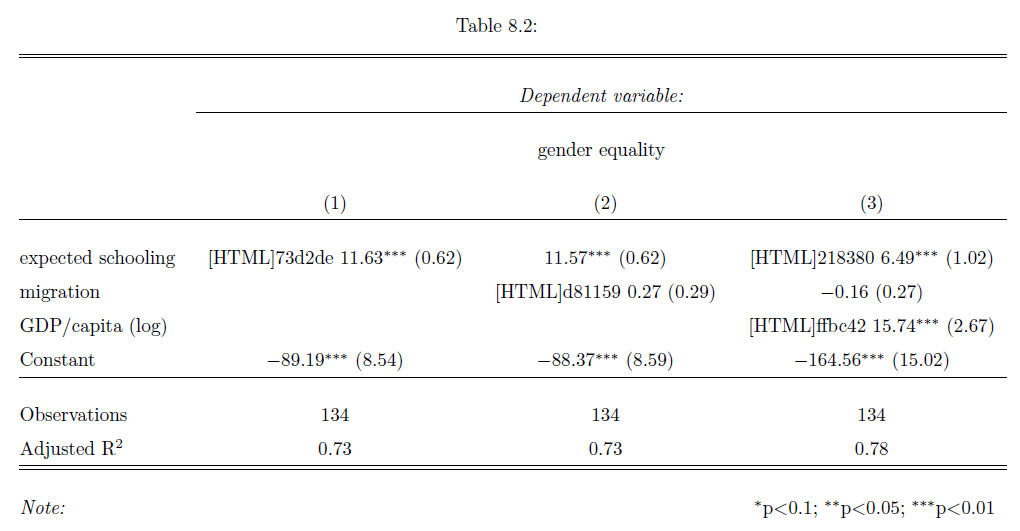 Table 8.2:
Dependent variable:
gender equality
(1) (2) (3)
expected schooling [HTML]73d2de 11.63*** (0.62) 11.57*** (0.62) [HTML]218380 6.49*** (1.02)
migration [HTML]d81159 0.27 (0.29) −0.16 (0.27)
GDP/capita (log) [HTML]ffbc42 15.74*** (2.67)
Constant −89.19*** (8.54) −88.37*** (8.59) −164.56*** (15.02)
Observations 134 134 134
Adjusted R² 0.73 0.73 0.78
Note: *p<0.1; **p<0.05; ***p<0.01